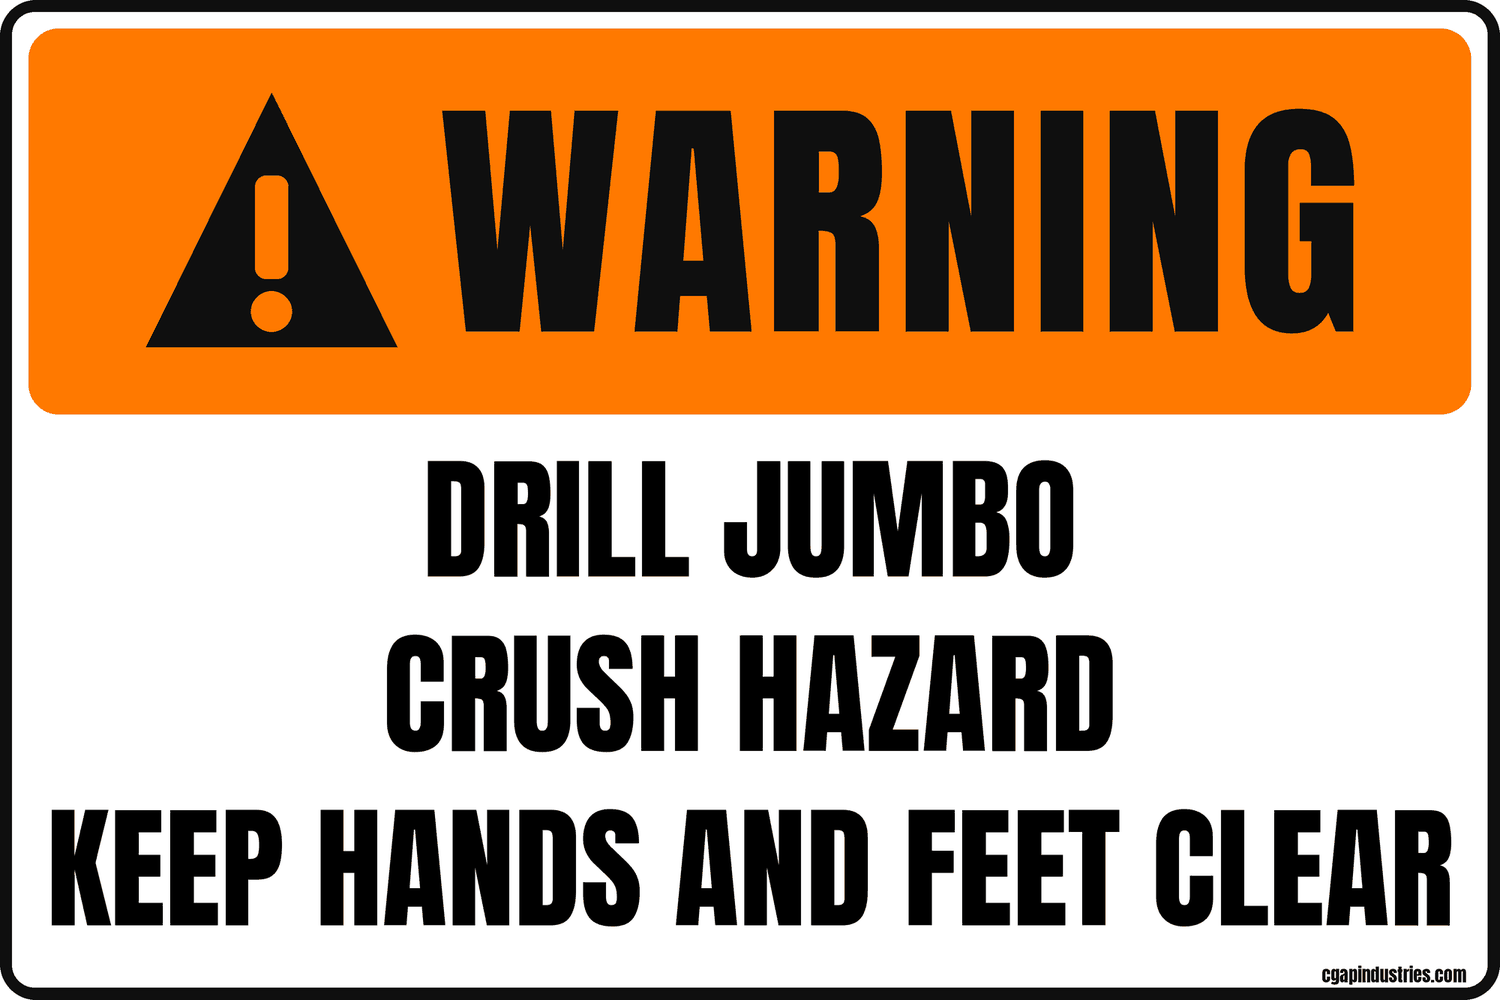 WARNING
DRILL JUMBO
CRUSH HAZARD
KEEP HANDS AND FEET CLEAR
cgapindustries.com